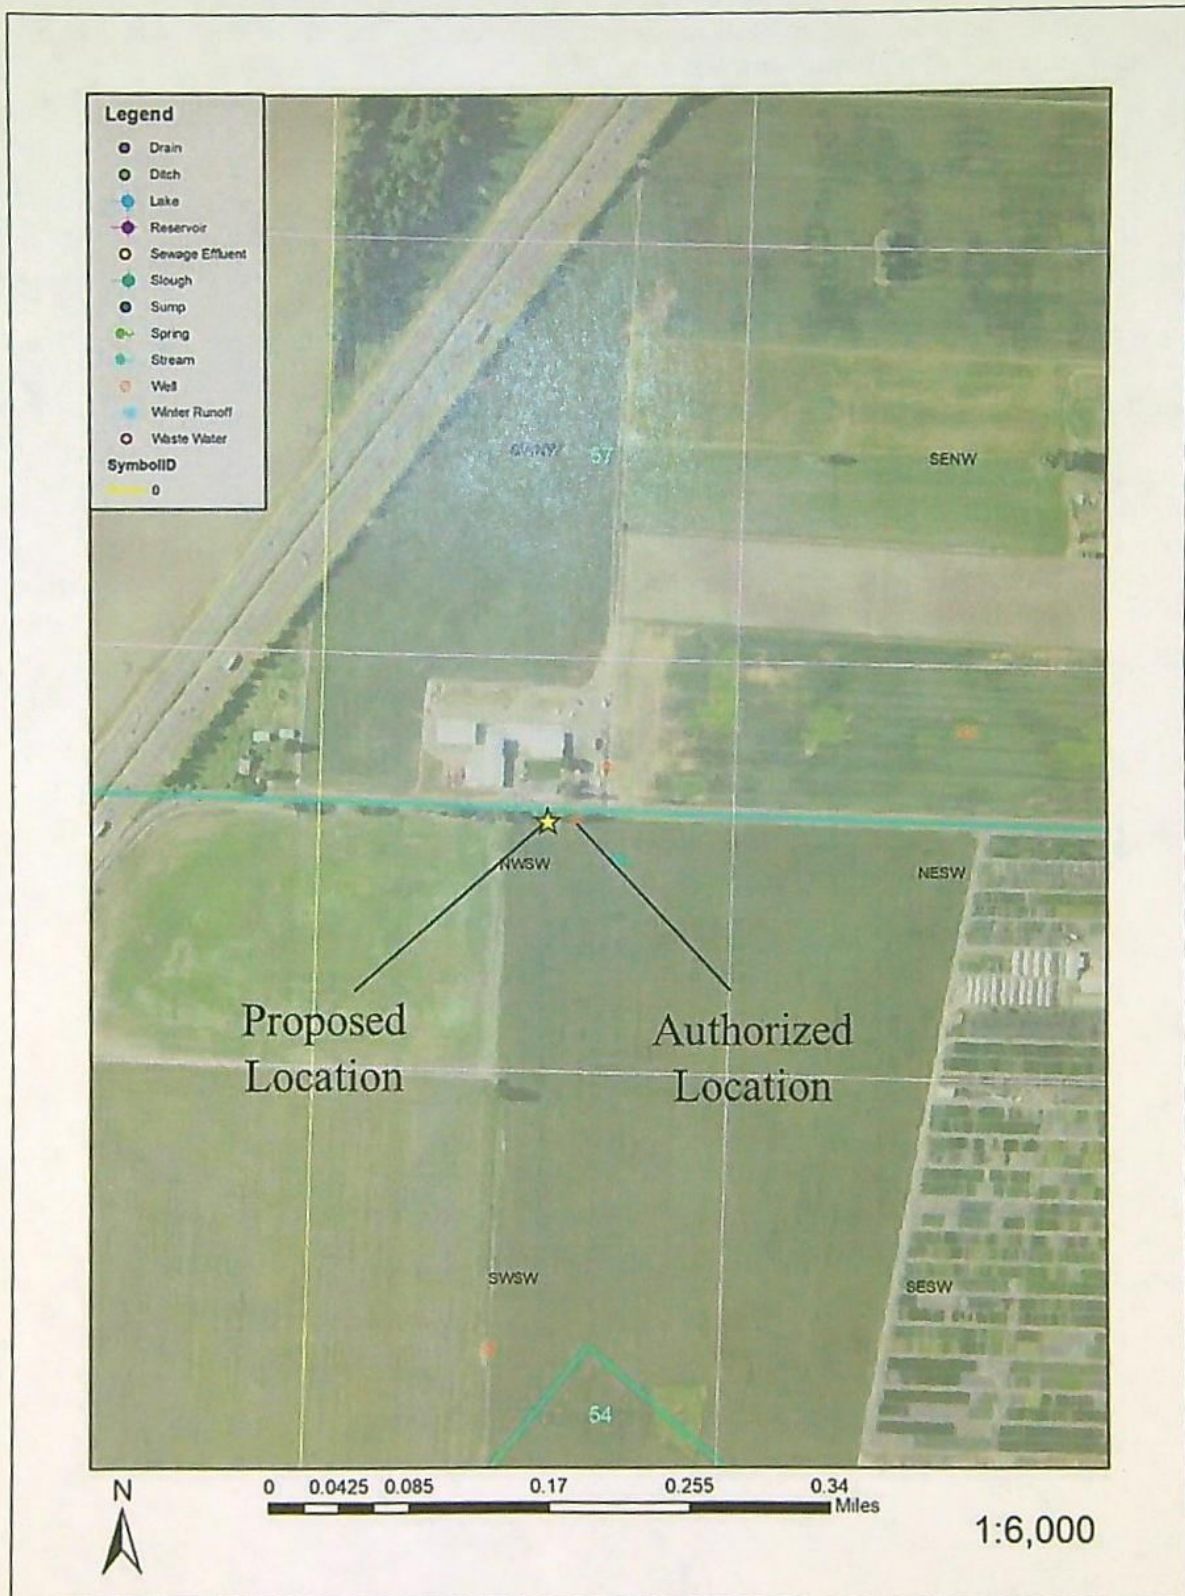 Legend
Drain
Ditch
Lake
Reservoir
Sewage Effluent
Slough
Sump
Spring
Stream
Well
Winter Runoff
Waste Water
SymbolID
0
SWNW
57
SENW
NWSW
NESW
Proposed
Location
Authorized
Location
SWSW
SESW
54
N
0 0.0425 0.085 0.17 0.255 0.34
Miles
1:6,000